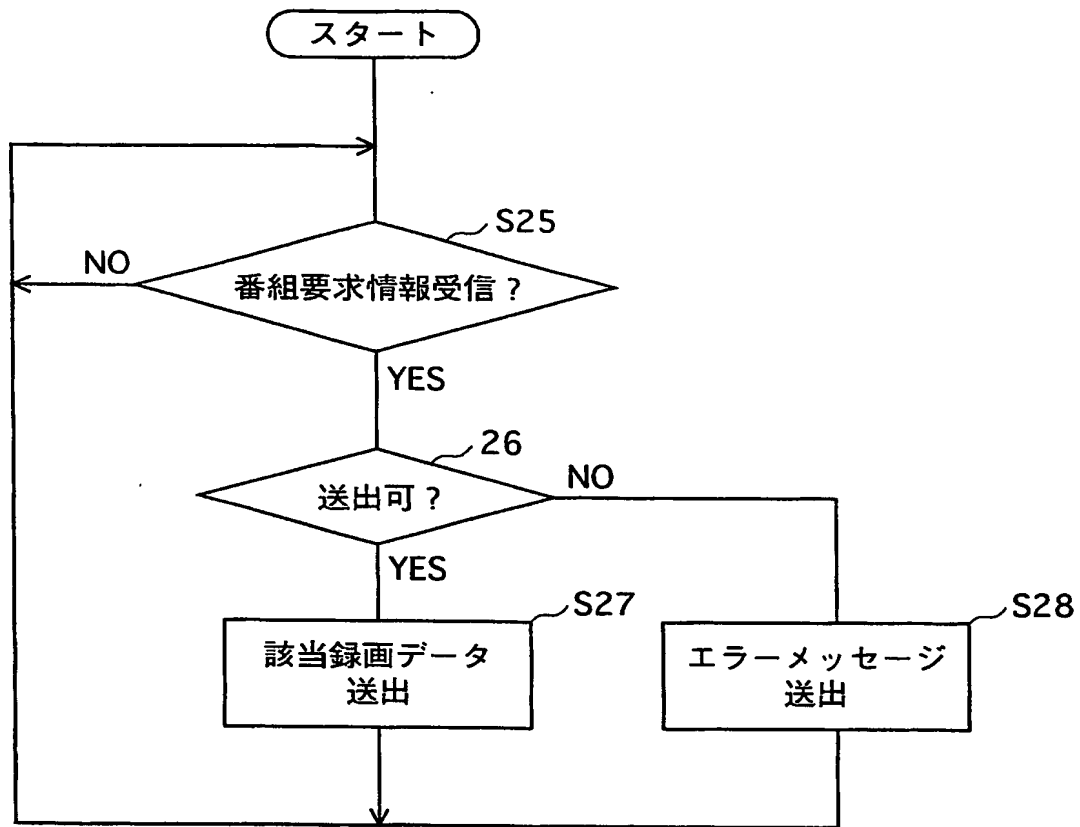 スタート
S25
NO
番組要求情報受信?
YES
26
NO
送出可?
YES
S27
S28
該当録画データ
送出
エラーメッセージ
送出